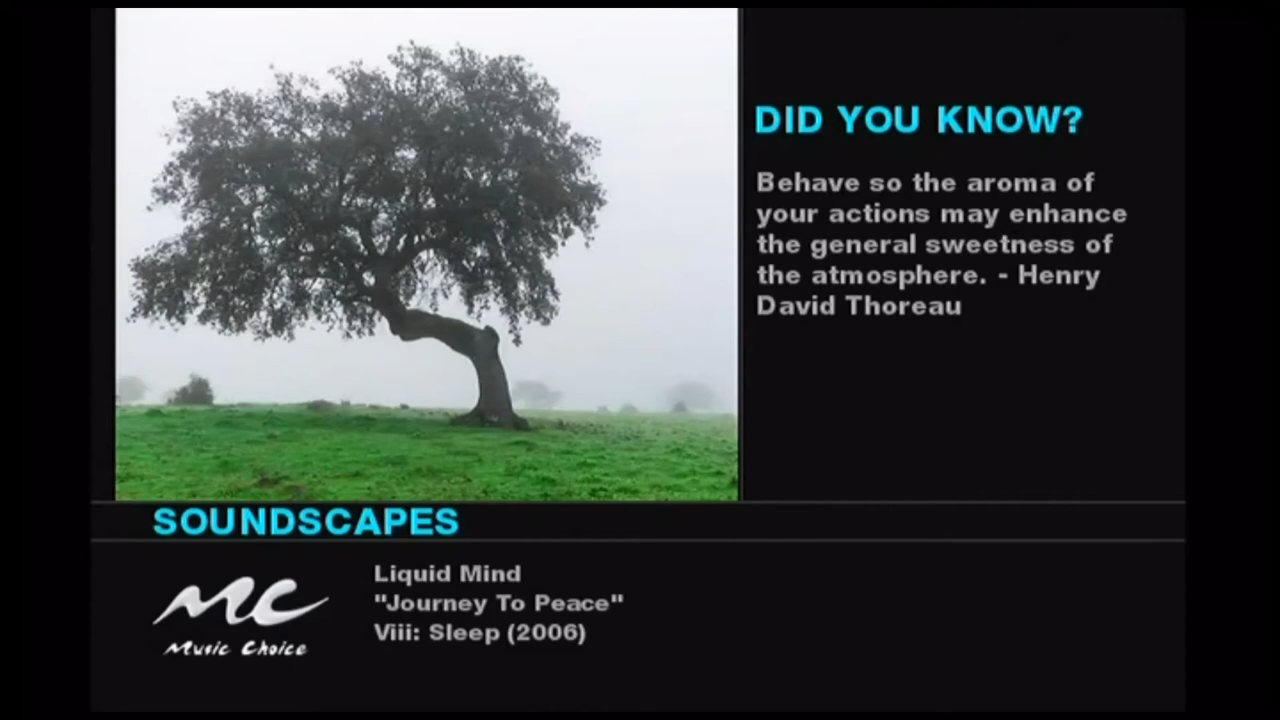 DID YOU KNOW?
Behave so the aroma of
your actions may enhance
the general sweetness of
the atmosphere. - Henry
David Thoreau
SOUNDSCAPES
MC
Music Choice
Liquid Mind
"Journey To Peace"
Viii: Sleep (2006)